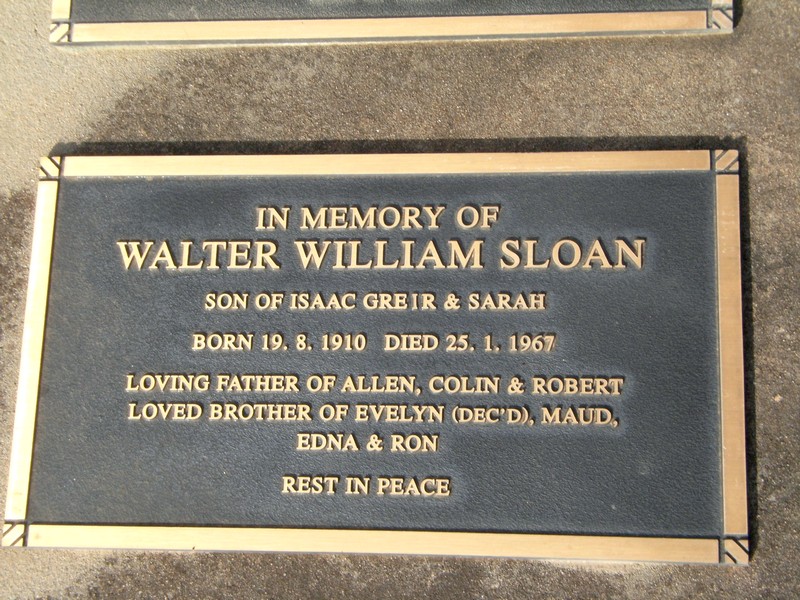 IN MEMORY OF
WALTER WILLIAM SLOAN
SON OF ISAAC GREIR & SARAH
BORN 19. 8. 1910 DIED 25. 1. 1967
LOVING FATHER OF ALLEN, COLIN & ROBERT
LOVED BROTHER OF EVELYN (DEC'D), MAUD,
EDNA & RON
REST IN PEACE